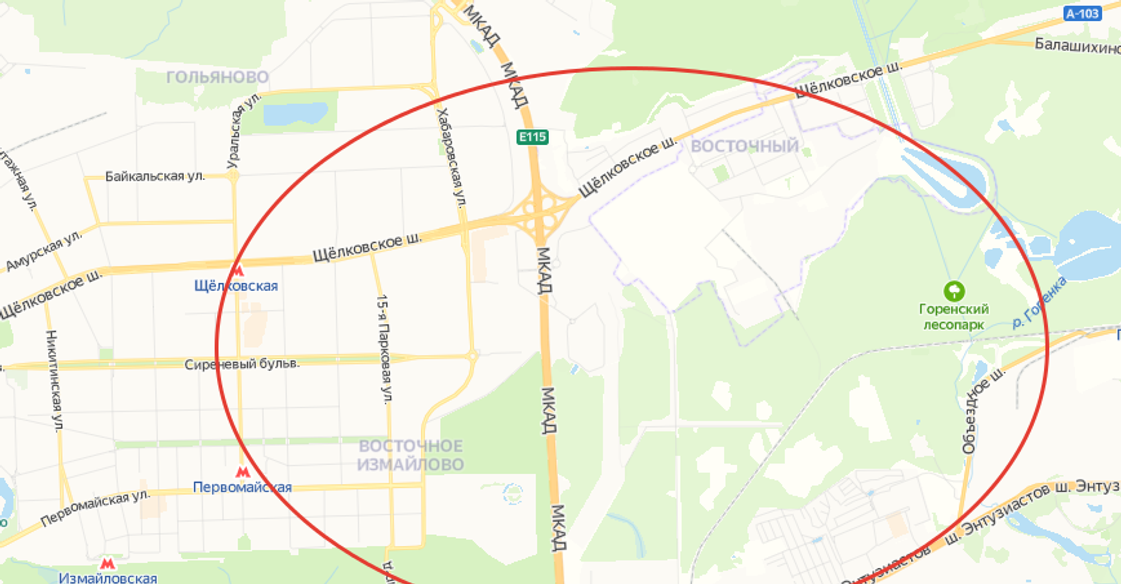 А-103
МКАД
Балашихинс
ГОЛЬЯНОВО
МКАД
Щёлковское ш.
Уральская ул.
Хабаровская ул.
E115
ВОСТОЧНЫЙ
Щёлковское ш.
Байкальская ул.
Амурская ул.
Щёлковское ш.
МКАД
Щёлковское ш.
Щёлковская
15-я Парковая ул.
Горенский
лесопарк
р. Горенка
Никитинская ул.
Сиреневый бульв.
Объездное ш.
МКАД
ВОСТОЧНОЕ
ИЗМАЙЛОВО
Первомайская
Первомайская ул.
ш. Энтузиастов
ш. Энтуз
МКАД
Энтузиастов
Измайловская